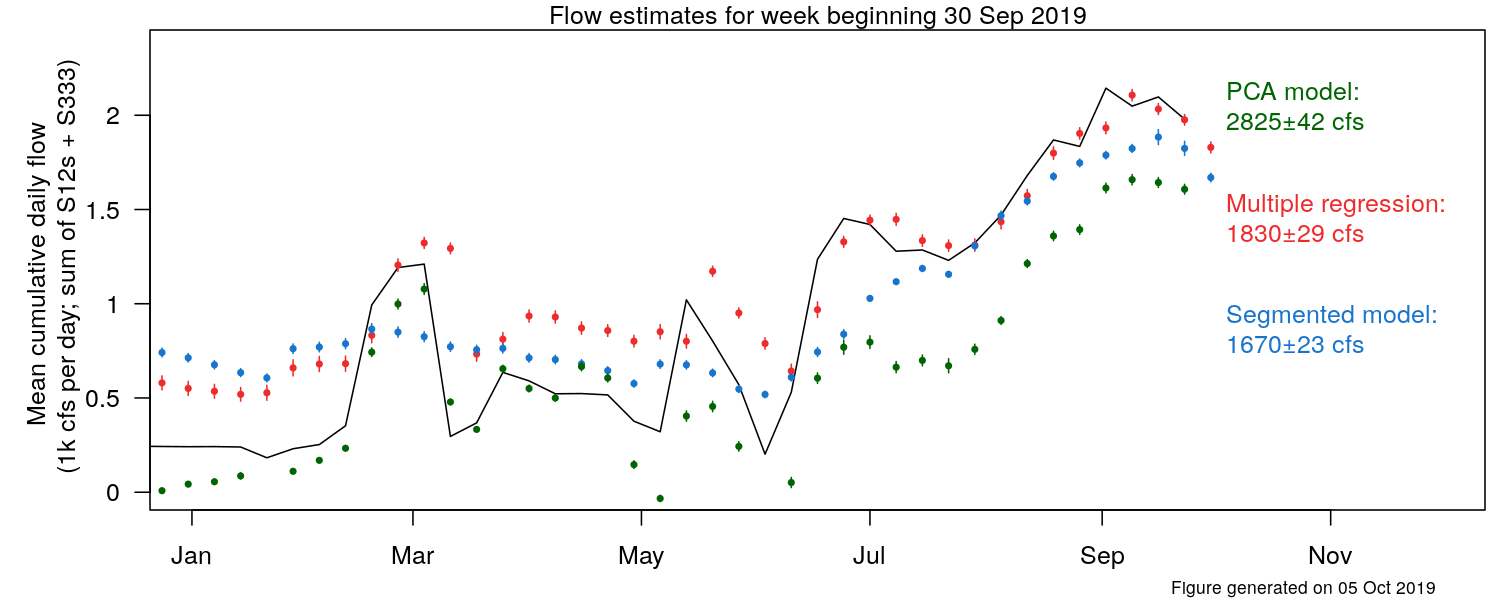 Flow estimates for week beginning 30 Sep 2019
Mean cumulative daily flow
(1k cfs per day; sum of S12s + S333)
2
1.5
1
0.5
0
PCA model:
2825±42 cfs
Multiple regression:
1830±29 cfs
Segmented model:
1670±23 cfs
Jan
Mar
May
Jul
Sep
Nov
FIgure generated on 05 Oct 2019